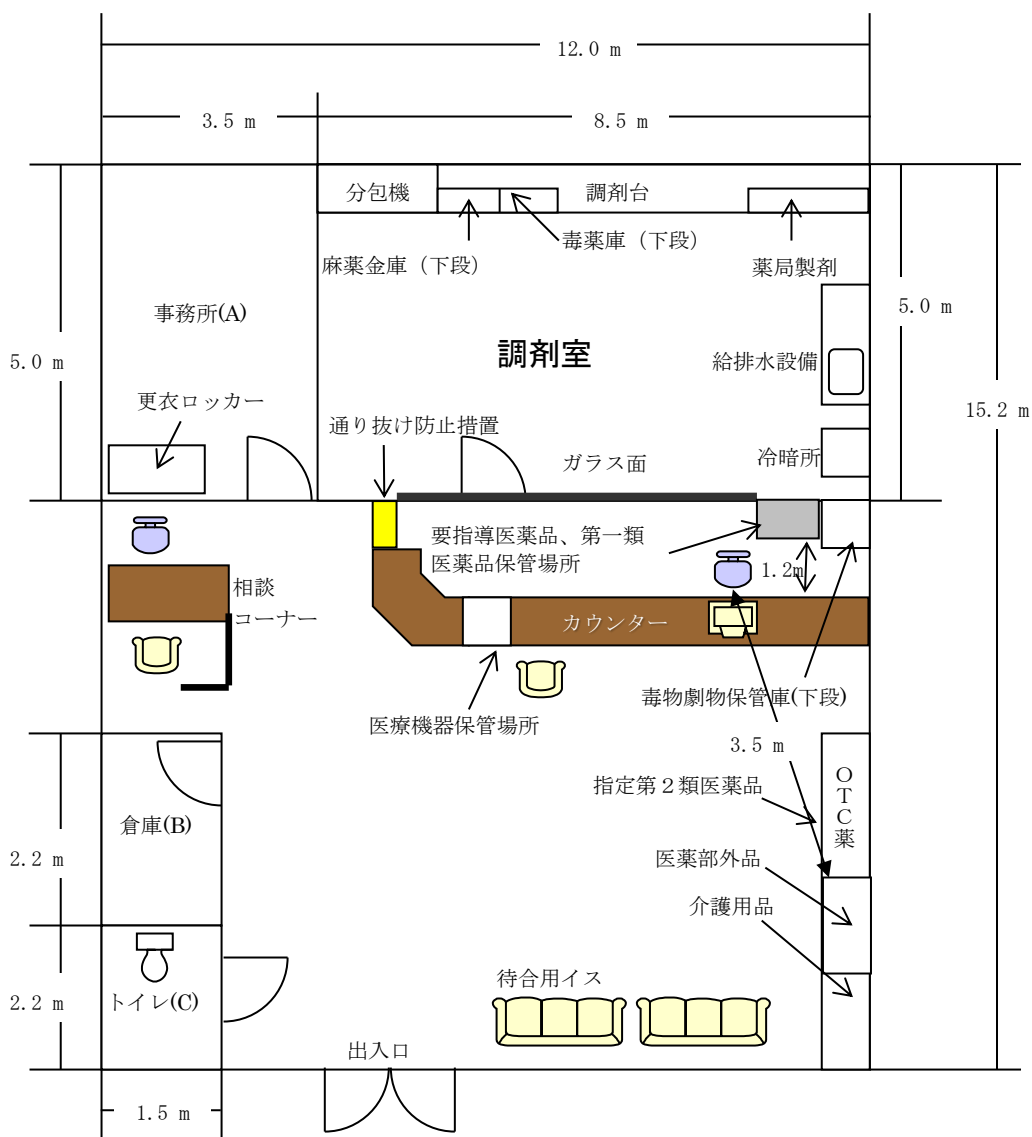 12.0 m
3.5 m
8.5 m
分包機
調剤台
毒薬庫（下段）
麻薬金庫（下段）
薬局製剤
事務所(A)
5.0 m
調剤室
給排水設備
5.0 m
15.2 m
更衣ロッカー
通り抜け防止措置
ガラス面
冷暗所
要指導医薬品、第一類
医薬品保管場所
1.2m
相談
コーナー
カウンター
毒物劇物保管庫(下段)
医療機器保管場所
3.5 m
指定第２類医薬品
ＯＴＣ薬
倉庫(B)
2.2 m
医薬部外品
介護用品
待合用イス
トイレ(C)
2.2 m
出入口
1.5 m